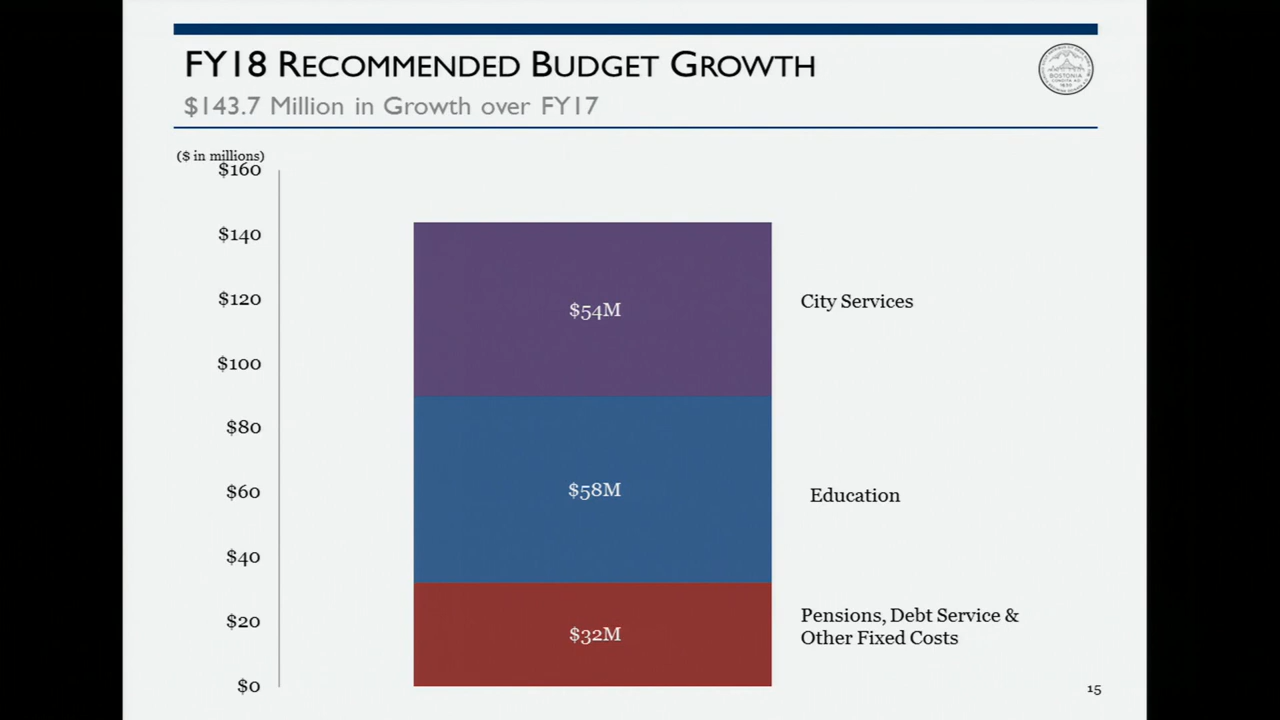 FY18 RECOMMENDED BUDGET GROWTH
$143.7 Million in Growth over FY17
BOSTONIA
($ in millions)
$160
$140
$120
$100
$80
$60
$40
$20
$0
$54M
$58M
$32M
City Services
Education
Pensions, Debt Service &
Other Fixed Costs
15